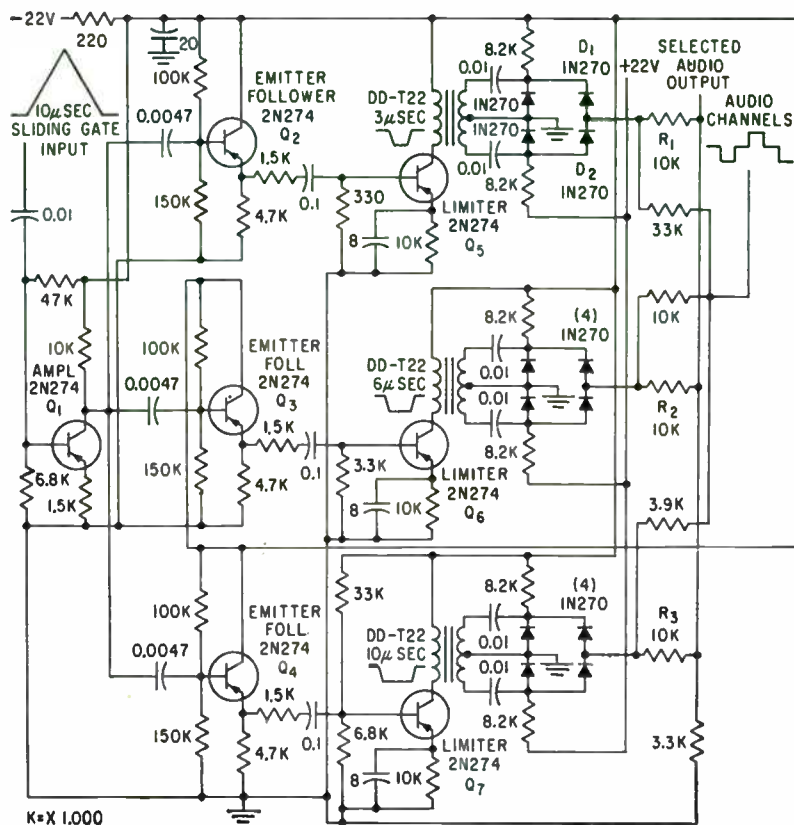 -22V
220
20
100K
EMITTER
FOLLOWER
2N274
Q2
10μSEC
SLIDING GATE
INPUT
0.0047
1.5K
0.1
150K
4.7K
0.01
DD-T22
3μSEC
330
8
10K
LIMITER
2N274
Q5
8.2K
0.01
1N270
1N270
0.01
8.2K
D1
1N270
D2
1N270
+22V
SELECTED
AUDIO
OUTPUT
AUDIO
CHANNELS
R1
10K
33K
47K
10K
AMPL
2N274
Q1
6.8K
1.5K
100K
EMITTER
FOLL
2N274
Q3
0.0047
1.5K
0.1
150K
4.7K
DD-T22
6μSEC
3.3K
8
10K
LIMITER
2N274
Q6
8.2K
(4)
1N270
0.01
0.01
8.2K
10K
R2
10K
3.9K
100K
EMITTER
FOLL
2N274
Q4
0.0047
1.5K
0.1
150K
4.7K
33K
DD-T22
10μSEC
6.8K
8
10K
LIMITER
2N274
Q7
8.2K
(4)
1N270
0.01
0.01
8.2K
R3
10K
3.3K
K=X 1,000